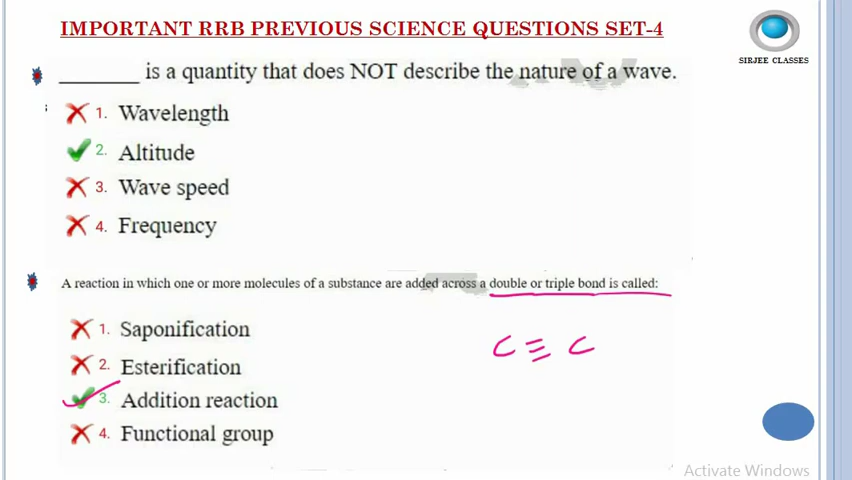 IMPORTANT RRB PREVIOUS SCIENCE QUESTIONS SET-4
SIRJEE CLASSES
________ is a quantity that does NOT describe the nature of a wave.
1. Wavelength
2. Altitude
3. Wave speed
4. Frequency
A reaction in which one or more molecules of a substance are added across a double or triple bond is called:
1. Saponification
2. Esterification
3. Addition reaction
4. Functional group
C ≡ C
Activate Windows